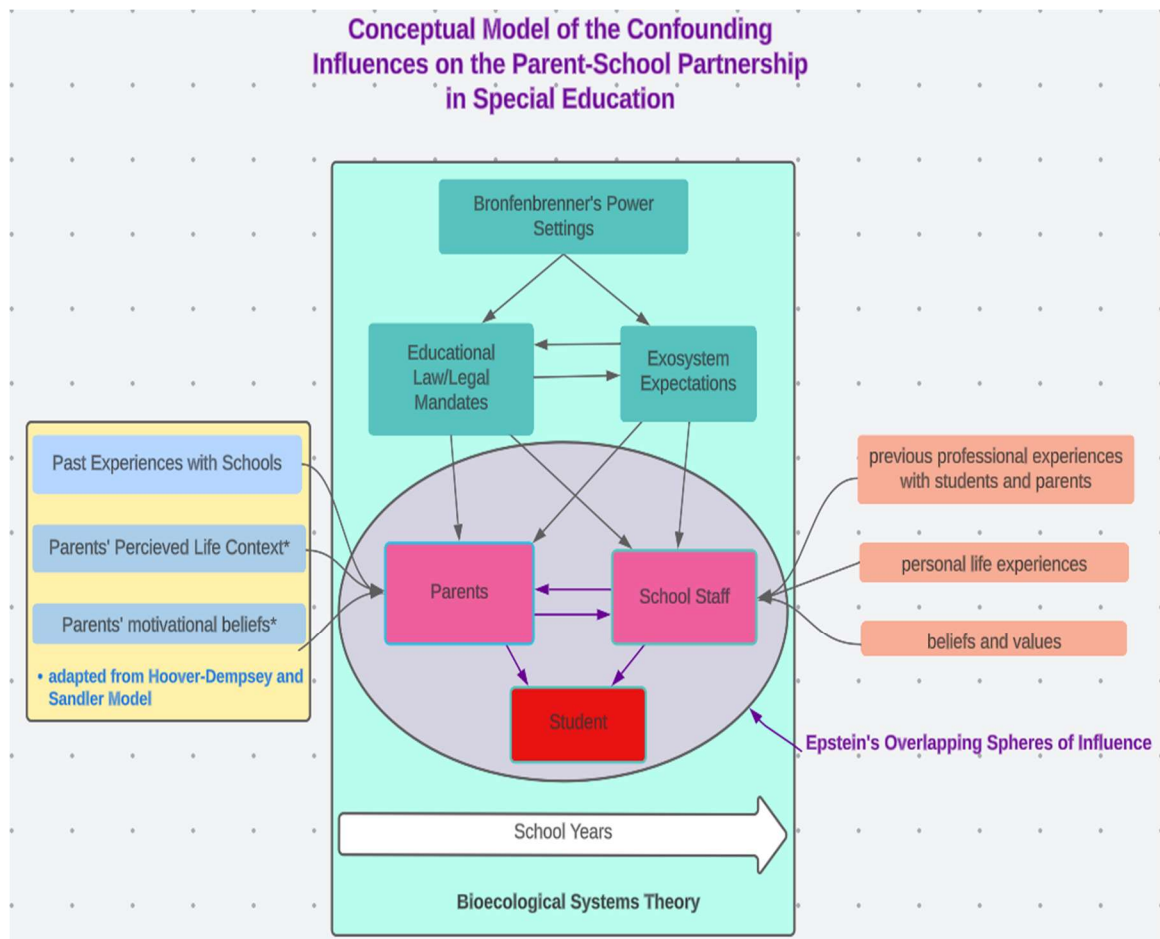 Conceptual Model of the Confounding
Influences on the Parent-School Partnership
in Special Education
Bronfenbrenner's Power
Settings
Educational
Law/Legal
Mandates
Exosystem
Expectations
Past Experiences with Schools
Parents' Percieved Life Context*
Parents' motivational beliefs*
• adapted from Hoover-Dempsey and
Sandler Model
Parents
School Staff
Student
previous professional experiences
with students and parents
personal life experiences
beliefs and values
Epstein's Overlapping Spheres of Influence
School Years
Bioecological Systems Theory